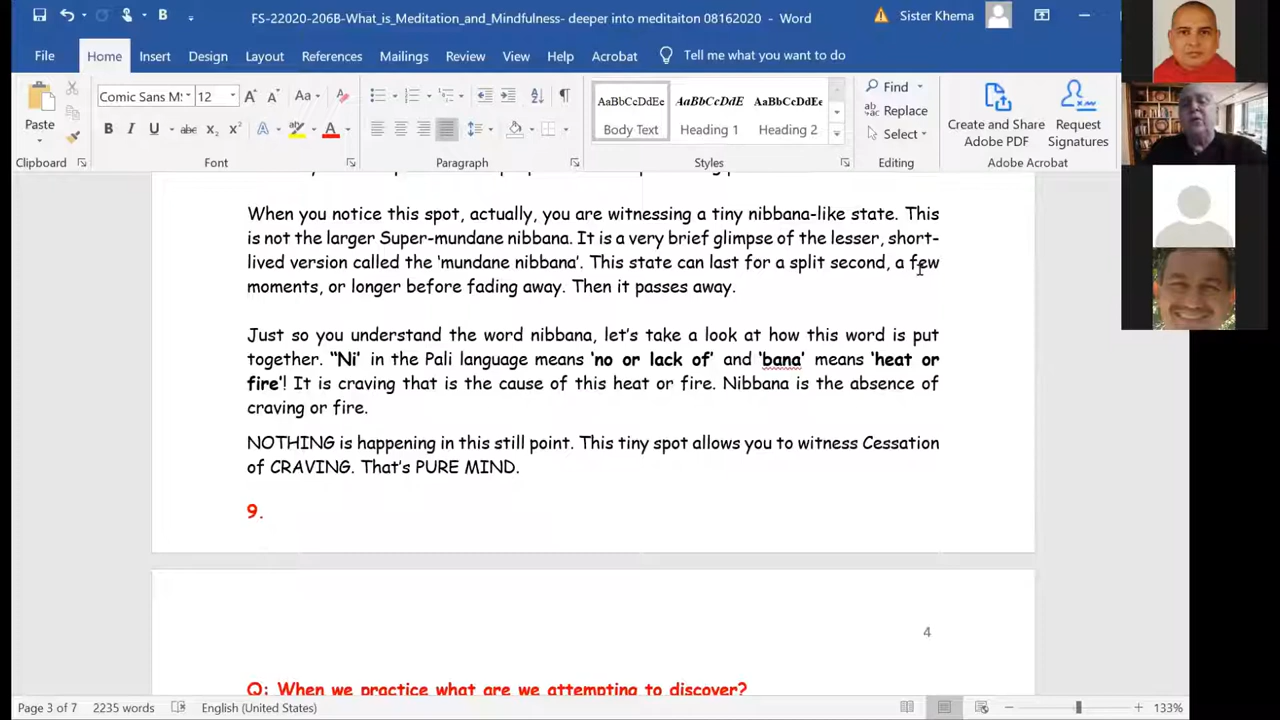 FS-22020-206B-What_is_Meditation_and_Mindfulness- deeper into meditaiton 08162020 - Word
Sister Khema
File Home Insert Design Layout References Mailings Review View Help Acrobat Tell me what you want to do
Paste
Comic Sans M 12
Aa
B I U abc X₂ X² A A
AaBbCcDdEe AaBbCcDdE AaBbCcDdEe
Body Text Heading 1 Heading 2
Find
Replace
Select
Create and Share
Adobe PDF
Request
Signatures
Clipboard Font Paragraph Styles Editing Adobe Acrobat
When you notice this spot, actually, you are witnessing a tiny nibbana-like state. This
is not the larger Super-mundane nibbana. It is a very brief glimpse of the lesser, short-
lived version called the ‘mundane nibbana’. This state can last for a split second, a few
moments, or longer before fading away. Then it passes away.
Just so you understand the word nibbana, let’s take a look at how this word is put
together. “Ni’ in the Pali language means ‘no or lack of’ and ‘bana’ means ‘heat or
fire’! It is craving that is the cause of this heat or fire. Nibbana is the absence of
craving or fire.
NOTHING is happening in this still point. This tiny spot allows you to witness Cessation
of CRAVING. That’s PURE MIND.
9.
4
Q: When we practice what are we attempting to discover?
Page 3 of 7 2235 words English (United States) 133%